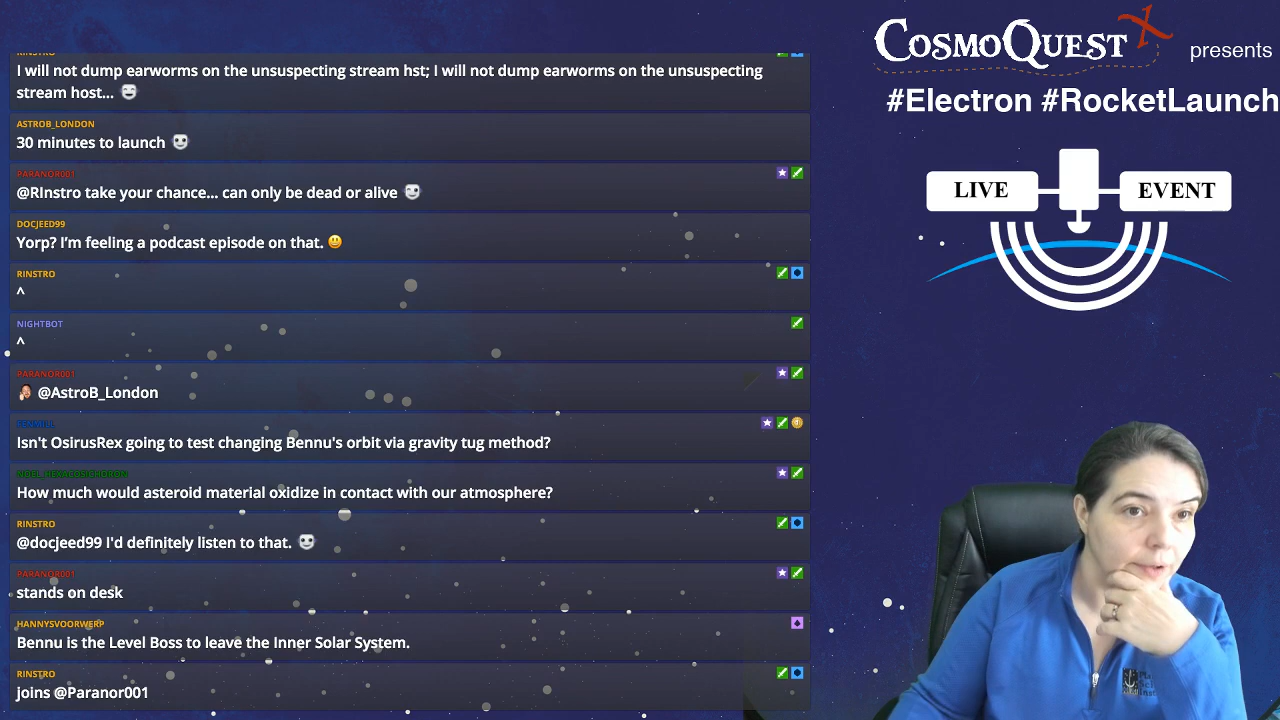 COSMOQUEST X presents
#Electron #RocketLaunch
LIVE EVENT
RINSTRO
I will not dump earworms on the unsuspecting stream hst; I will not dump earworms on the unsuspecting
stream host...
ASTROB_LONDON
30 minutes to launch
PARANOR001
@RInstro take your chance... can only be dead or alive
DOCJEED99
Yorp? I’m feeling a podcast episode on that.
RINSTRO
^
NIGHTBOT
^
PARANOR001
@AstroB_London
Isn't OsirusRex going to test changing Bennu's orbit via gravity tug method?
How much would asteroid material oxidize in contact with our atmosphere?
RINSTRO
@docjeed99 I'd definitely listen to that.
PARANOR001
stands on desk
HANNYSVOORWERP
Bennu is the Level Boss to leave the Inner Solar System.
RINSTRO
joins @Paranor001